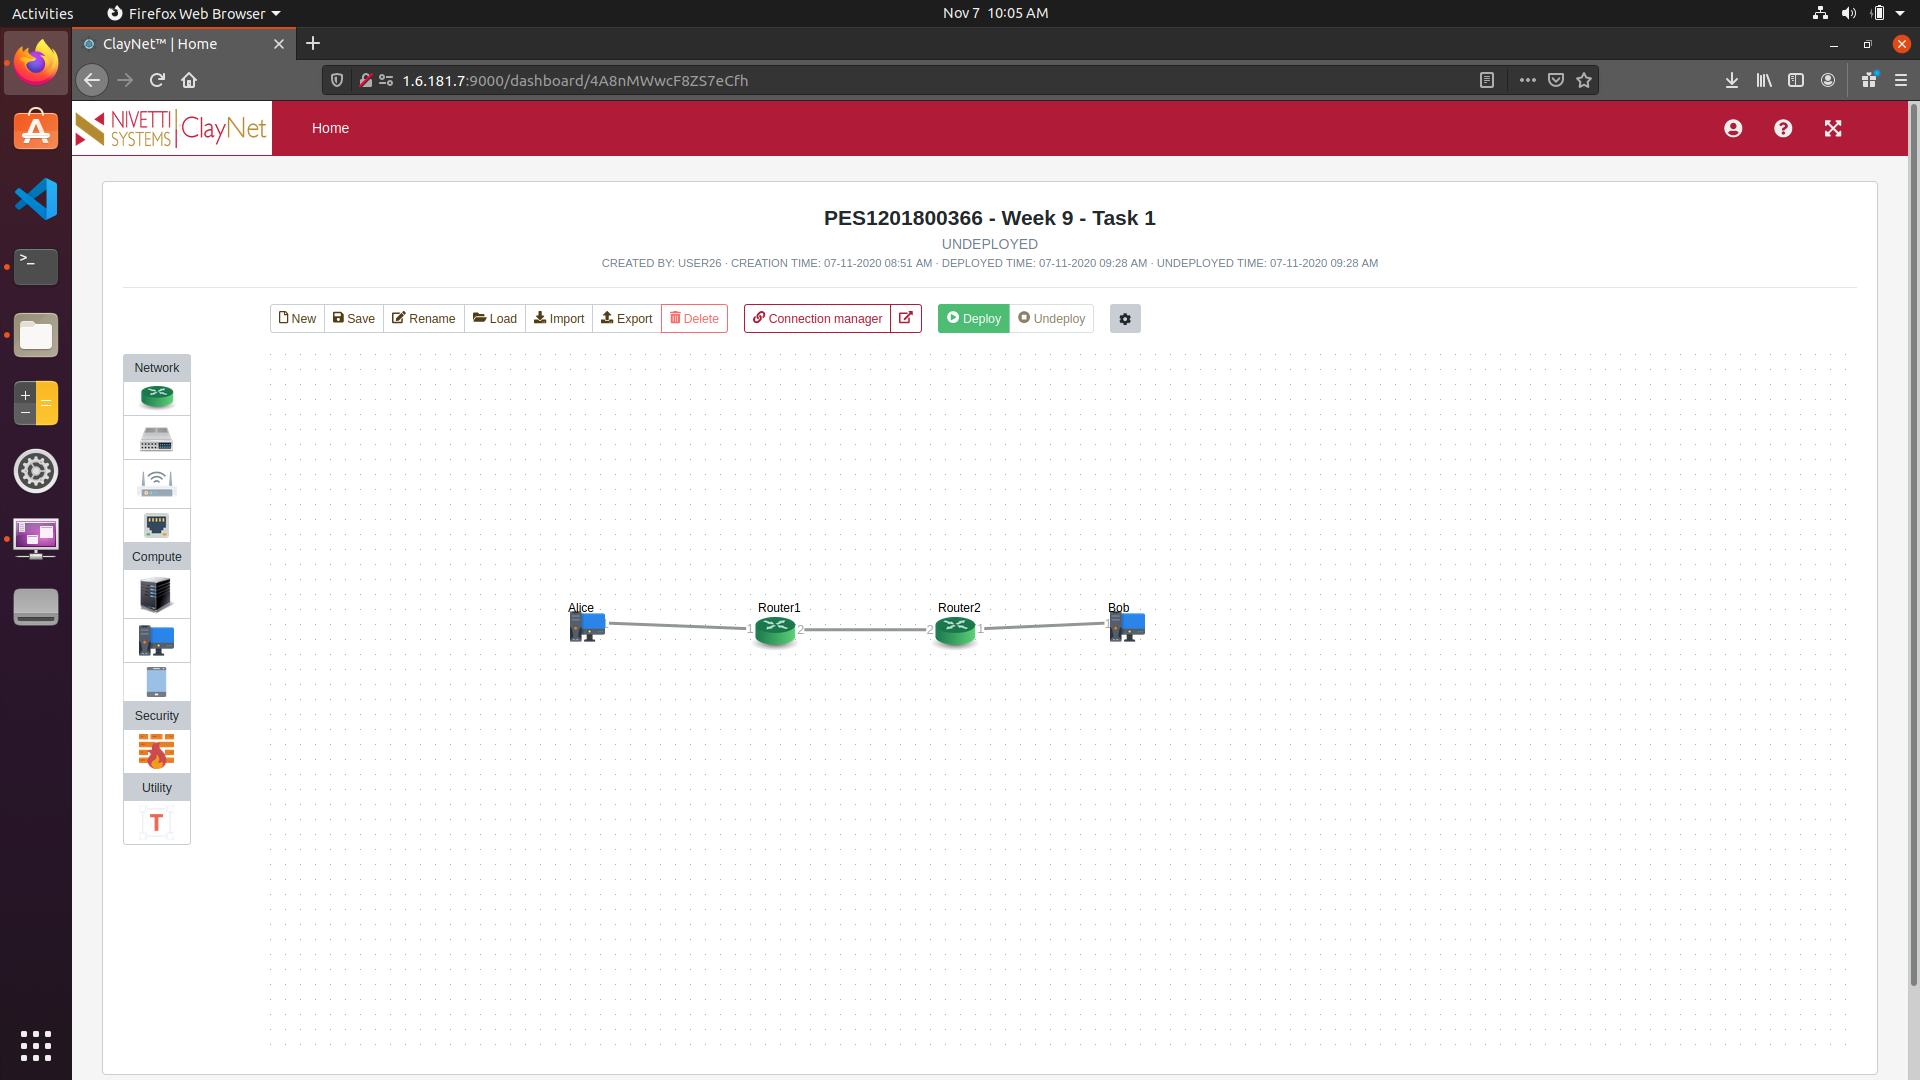 Activities Firefox Web Browser Nov 7 10:05 AM
ClayNet™ | Home
1.6.181.7:9000/dashboard/4A8nMWwcF8ZS7eCfh
NIVETTI SYSTEMS ClayNet Home
PES1201800366 - Week 9 - Task 1
UNDEPLOYED
CREATED BY: USER26 · CREATION TIME: 07-11-2020 08:51 AM · DEPLOYED TIME: 07-11-2020 09:28 AM · UNDEPLOYED TIME: 07-11-2020 09:28 AM
New Save Rename Load Import Export Delete Connection manager Deploy Undeploy
Network
Compute
Security
Utility
T
Alice Router1 Router2 Bob
1 2 2 1 1